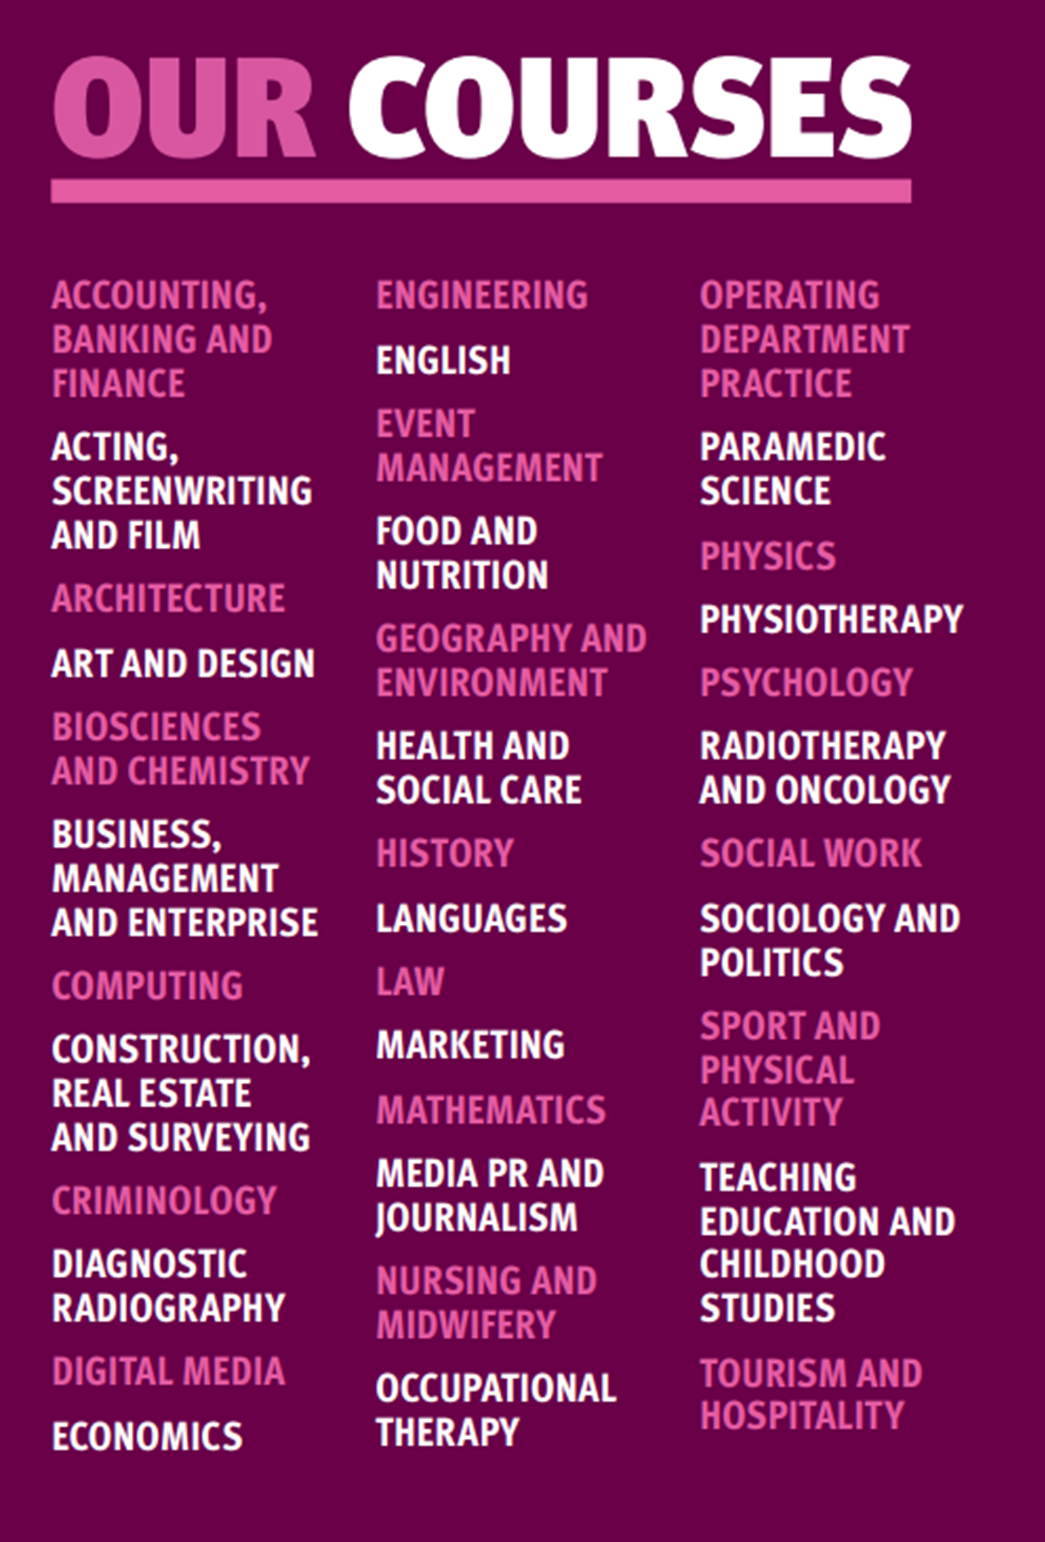 OUR COURSES
ACCOUNTING,
BANKING AND
FINANCE
ACTING,
SCREENWRITING
AND FILM
ARCHITECTURE
ART AND DESIGN
BIOSCIENCES
AND CHEMISTRY
BUSINESS,
MANAGEMENT
AND ENTERPRISE
COMPUTING
CONSTRUCTION,
REAL ESTATE
AND SURVEYING
CRIMINOLOGY
DIAGNOSTIC
RADIOGRAPHY
DIGITAL MEDIA
ECONOMICS
ENGINEERING
ENGLISH
EVENT
MANAGEMENT
FOOD AND
NUTRITION
GEOGRAPHY AND
ENVIRONMENT
HEALTH AND
SOCIAL CARE
HISTORY
LANGUAGES
LAW
MARKETING
MATHEMATICS
MEDIA PR AND
JOURNALISM
NURSING AND
MIDWIFERY
OCCUPATIONAL
THERAPY
OPERATING
DEPARTMENT
PRACTICE
PARAMEDIC
SCIENCE
PHYSICS
PHYSIOTHERAPY
PSYCHOLOGY
RADIOTHERAPY
AND ONCOLOGY
SOCIAL WORK
SOCIOLOGY AND
POLITICS
SPORT AND
PHYSICAL
ACTIVITY
TEACHING
EDUCATION AND
CHILDHOOD
STUDIES
TOURISM AND
HOSPITALITY